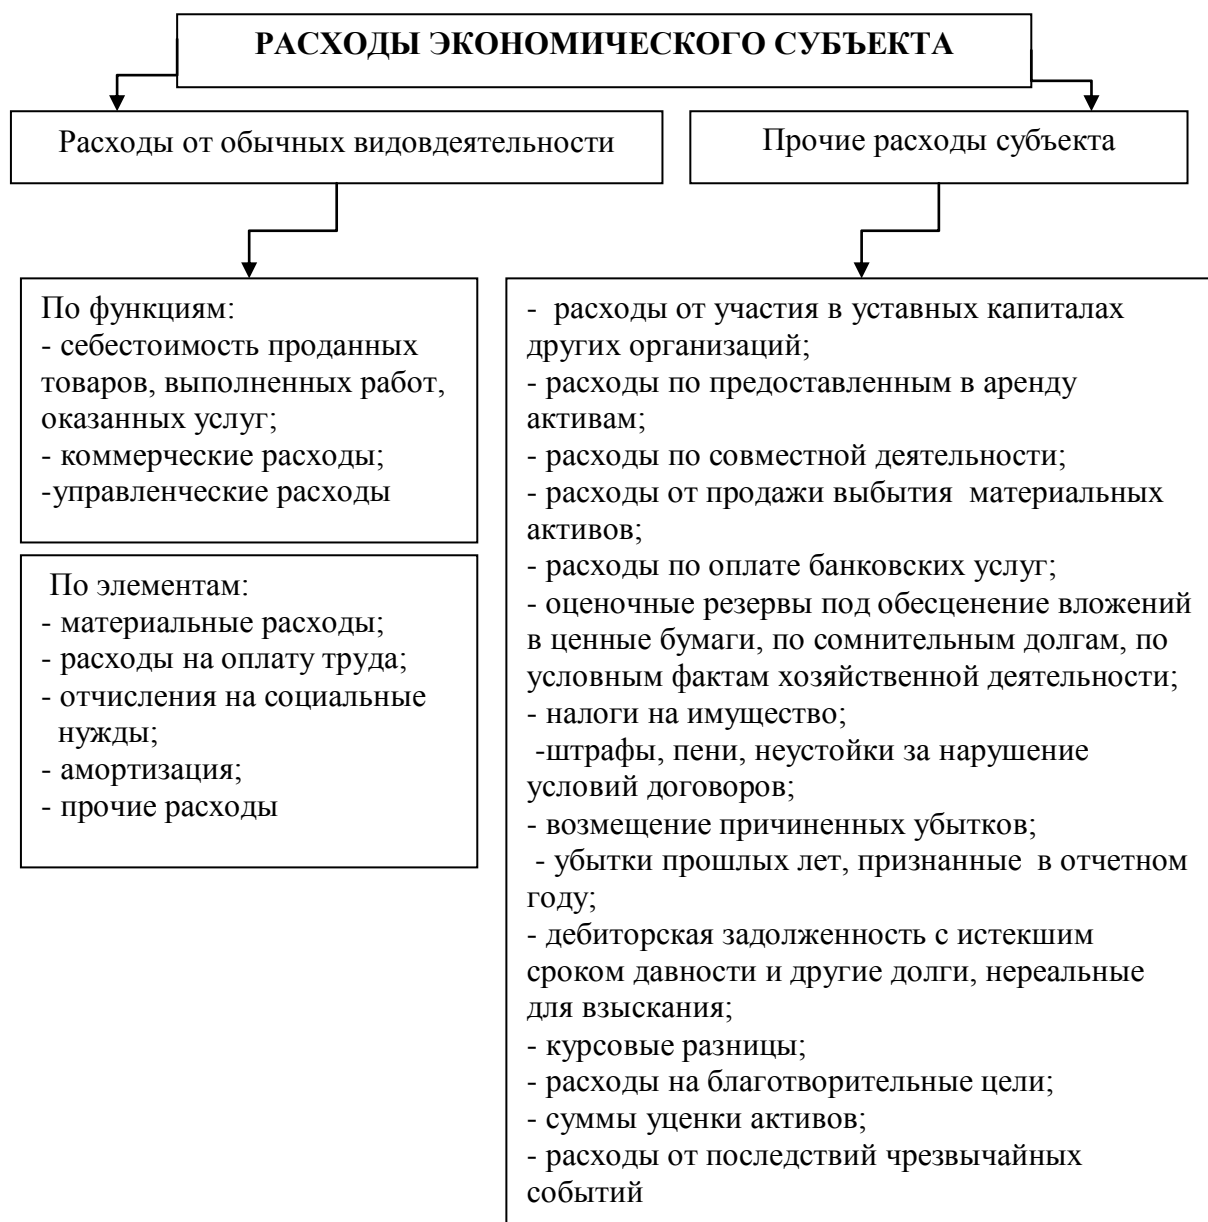 РАСХОДЫ ЭКОНОМИЧЕСКОГО СУБЪЕКТА
Расходы от обычных видовдеятельности
Прочие расходы субъекта
По функциям:
- себестоимость проданных
товаров, выполненных работ,
оказанных услуг;
- коммерческие расходы;
-управленческие расходы
По элементам:
- материальные расходы;
- расходы на оплату труда;
- отчисления на социальные
нужды;
- амортизация;
- прочие расходы
- расходы от участия в уставных капиталах
других организаций;
- расходы по предоставленным в аренду
активам;
- расходы по совместной деятельности;
- расходы от продажи выбытия материальных
активов;
- расходы по оплате банковских услуг;
- оценочные резервы под обесценение вложений
в ценные бумаги, по сомнительным долгам, по
условным фактам хозяйственной деятельности;
- налоги на имущество;
-штрафы, пени, неустойки за нарушение
условий договоров;
- возмещение причиненных убытков;
- убытки прошлых лет, признанные в отчетном
году;
- дебиторская задолженность с истекшим
сроком давности и другие долги, нереальные
для взыскания;
- курсовые разницы;
- расходы на благотворительные цели;
- суммы уценки активов;
- расходы от последствий чрезвычайных
событий